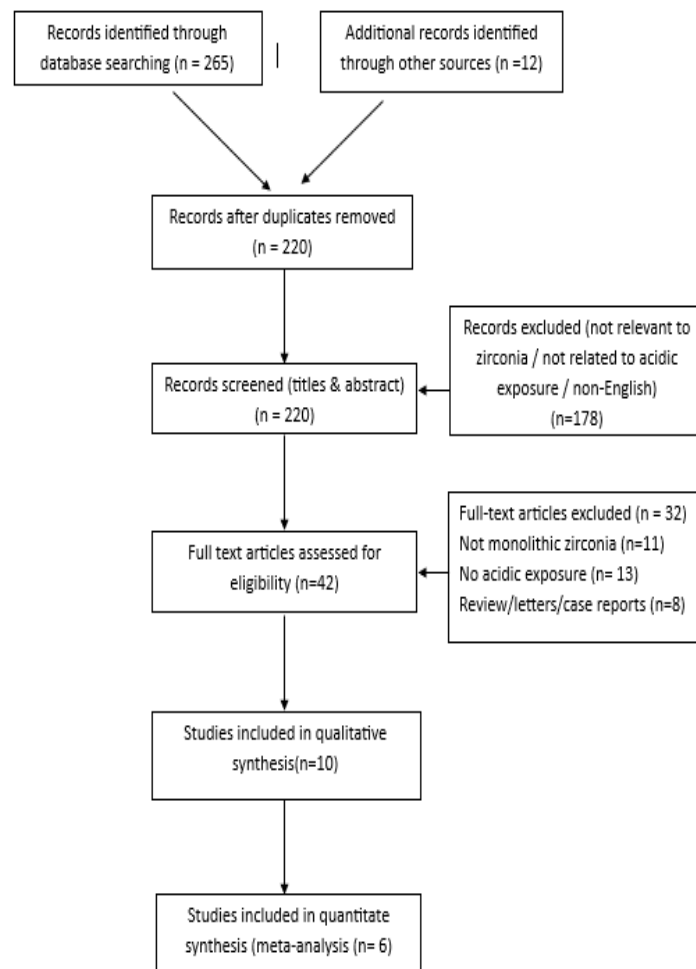 Records identified through
database searching (n = 265)
Additional records identified
through other sources (n =12)
Records after duplicates removed
(n = 220)
Records excluded (not relevant to
zirconia / not related to acidic
exposure / non-English)
(n=178)
Records screened (titles & abstract)
(n = 220)
Full-text articles excluded (n = 32)
Not monolithic zirconia (n=11)
No acidic exposure (n= 13)
Review/letters/case reports (n=8)
Full text articles assessed for
eligibility (n=42)
Studies included in qualitative
synthesis(n=10)
Studies included in quantitate
synthesis (meta-analysis (n= 6)